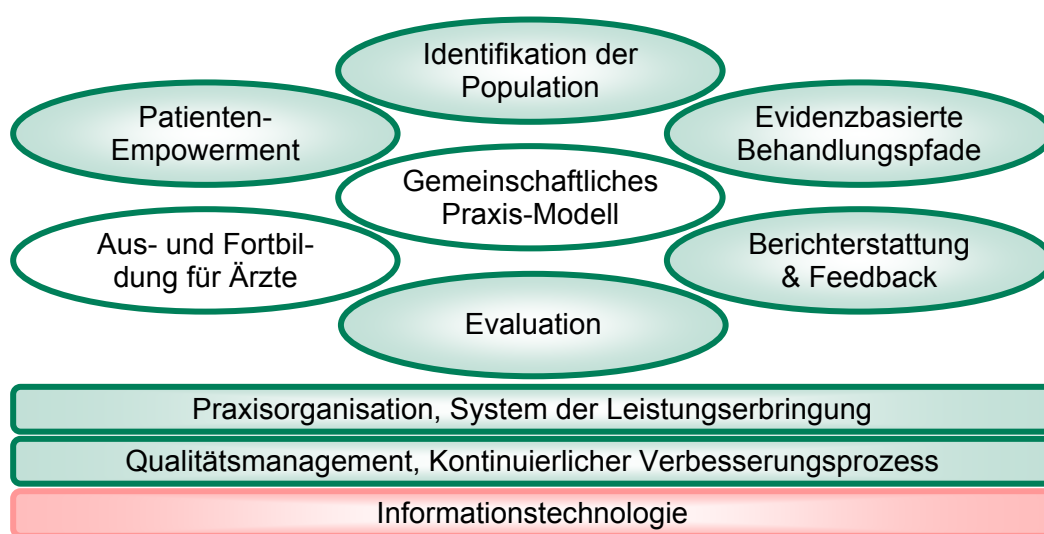 Identifikation der
Population
Patienten-
Empowerment
Evidenzbasierte
Behandlungspfade
Gemeinschaftliches
Praxis-Modell
Aus- und Fortbil-
dung für Ärzte
Berichterstattung
& Feedback
Evaluation
Praxisorganisation, System der Leistungserbringung
Qualitätsmanagement, Kontinuierlicher Verbesserungsprozess
Informationstechnologie